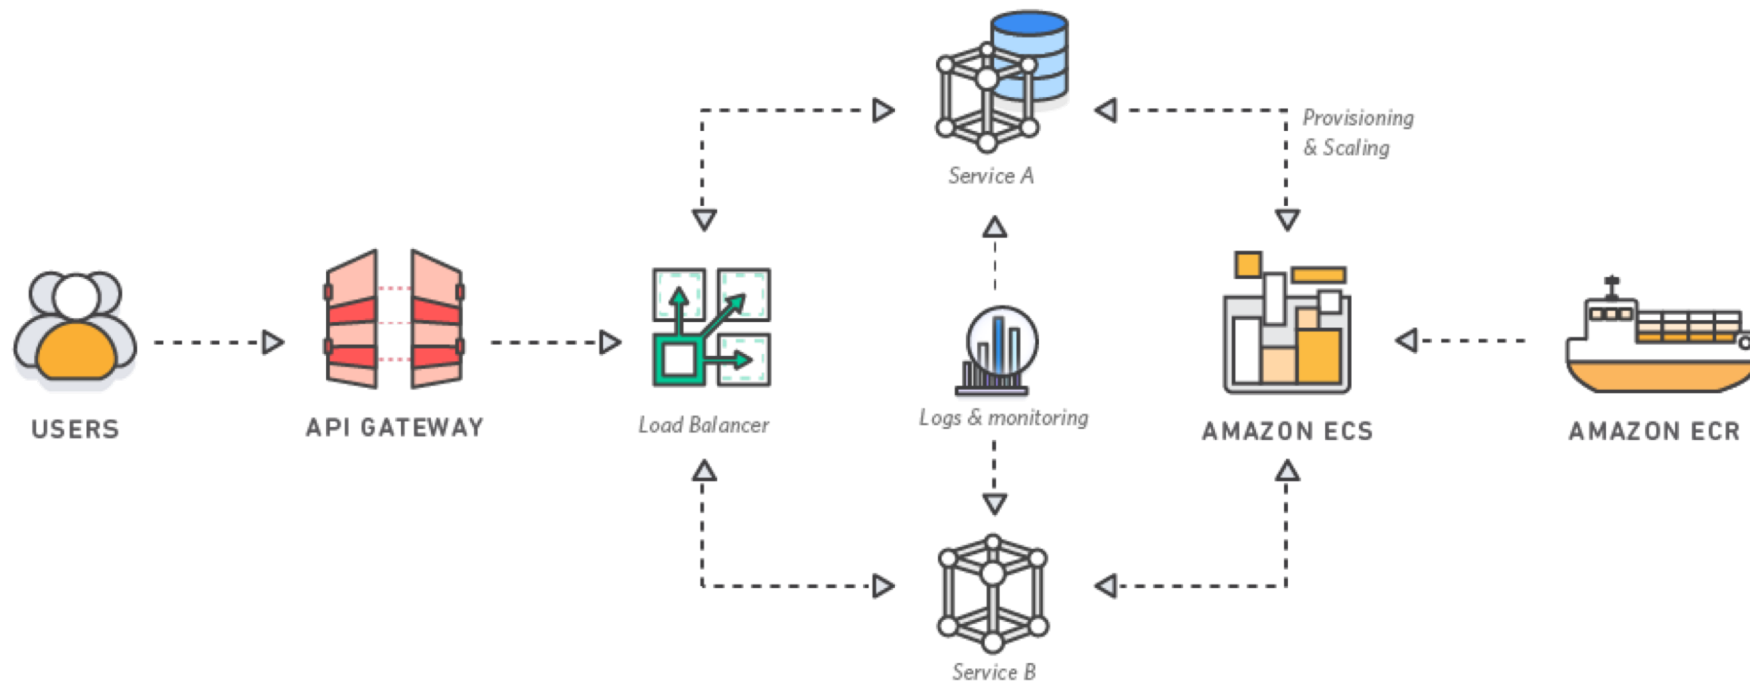 Provisioning
& Scaling
Service A
USERS
API GATEWAY
Load Balancer
Logs & monitoring
AMAZON ECS
AMAZON ECR
Service B